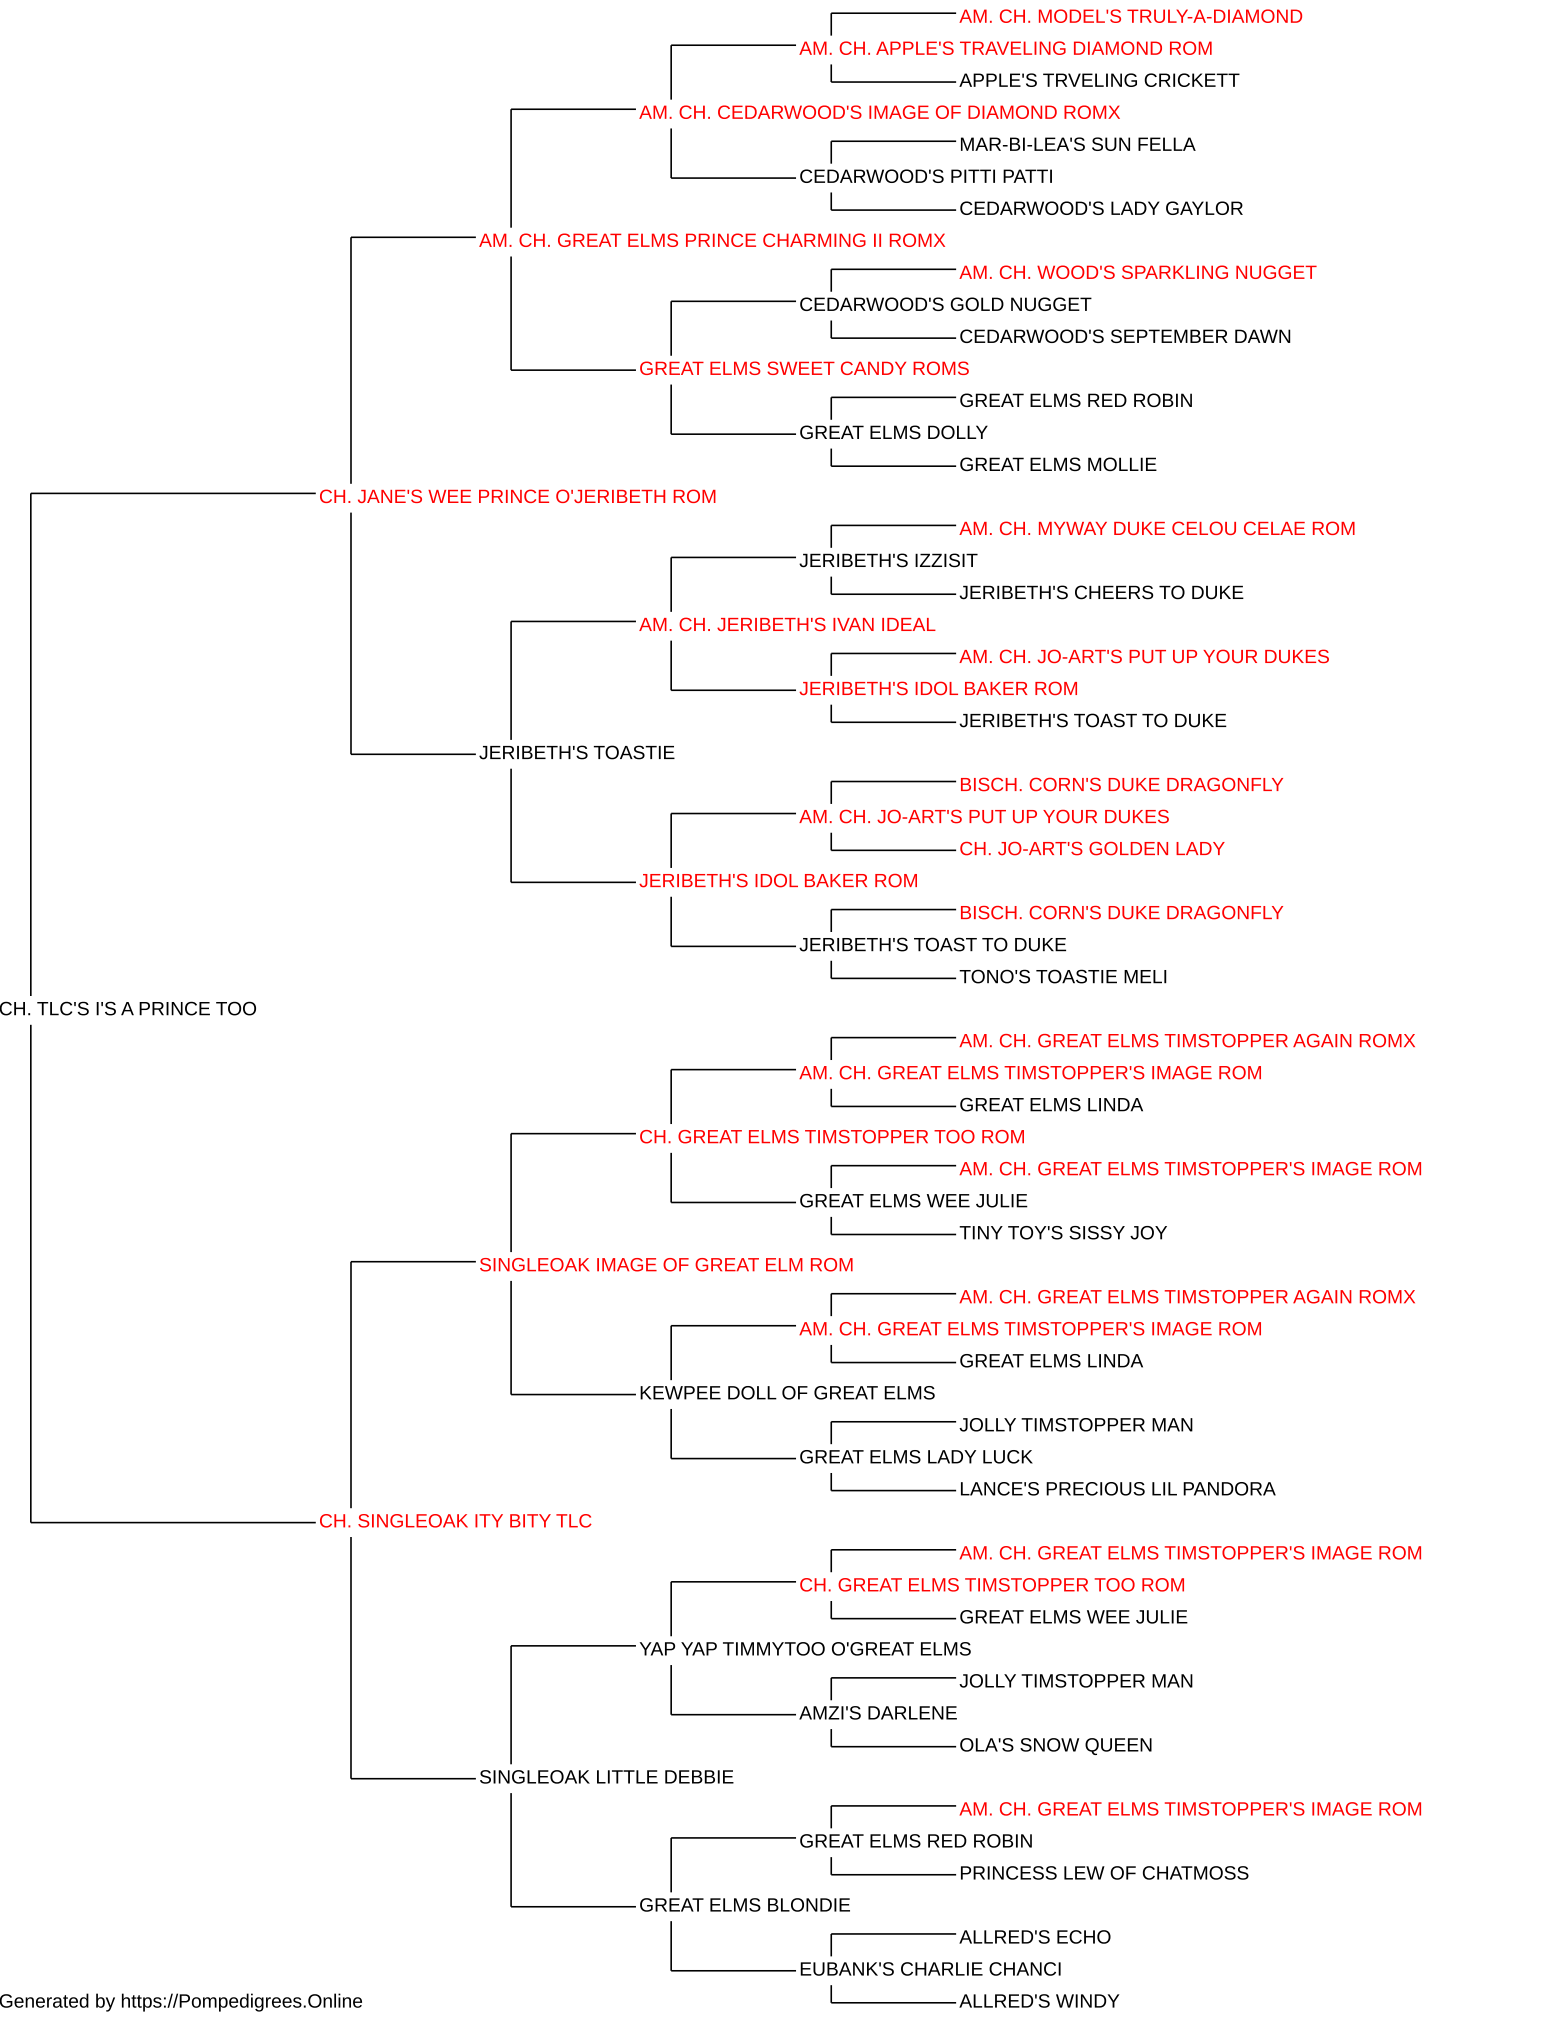 AM. CH. MODEL'S TRULY-A-DIAMOND
AM. CH. APPLE'S TRAVELING DIAMOND ROM
APPLE'S TRVELING CRICKETT
AM. CH. CEDARWOOD'S IMAGE OF DIAMOND ROMX
MAR-BI-LEA'S SUN FELLA
CEDARWOOD'S PITTI PATTI
CEDARWOOD'S LADY GAYLOR
AM. CH. GREAT ELMS PRINCE CHARMING II ROMX
AM. CH. WOOD'S SPARKLING NUGGET
CEDARWOOD'S GOLD NUGGET
CEDARWOOD'S SEPTEMBER DAWN
GREAT ELMS SWEET CANDY ROMS
GREAT ELMS RED ROBIN
GREAT ELMS DOLLY
GREAT ELMS MOLLIE
CH. JANE'S WEE PRINCE O'JERIBETH ROM
AM. CH. MYWAY DUKE CELOU CELAE ROM
JERIBETH'S IZZISIT
JERIBETH'S CHEERS TO DUKE
AM. CH. JERIBETH'S IVAN IDEAL
AM. CH. JO-ART'S PUT UP YOUR DUKES
JERIBETH'S IDOL BAKER ROM
JERIBETH'S TOAST TO DUKE
JERIBETH'S TOASTIE
BISCH. CORN'S DUKE DRAGONFLY
AM. CH. JO-ART'S PUT UP YOUR DUKES
CH. JO-ART'S GOLDEN LADY
JERIBETH'S IDOL BAKER ROM
BISCH. CORN'S DUKE DRAGONFLY
JERIBETH'S TOAST TO DUKE
TONO'S TOASTIE MELI
CH. TLC'S I'S A PRINCE TOO
AM. CH. GREAT ELMS TIMSTOPPER AGAIN ROMX
AM. CH. GREAT ELMS TIMSTOPPER'S IMAGE ROM
GREAT ELMS LINDA
CH. GREAT ELMS TIMSTOPPER TOO ROM
AM. CH. GREAT ELMS TIMSTOPPER'S IMAGE ROM
GREAT ELMS WEE JULIE
TINY TOY'S SISSY JOY
SINGLEOAK IMAGE OF GREAT ELM ROM
AM. CH. GREAT ELMS TIMSTOPPER AGAIN ROMX
AM. CH. GREAT ELMS TIMSTOPPER'S IMAGE ROM
GREAT ELMS LINDA
KEWPEE DOLL OF GREAT ELMS
JOLLY TIMSTOPPER MAN
GREAT ELMS LADY LUCK
LANCE'S PRECIOUS LIL PANDORA
CH. SINGLEOAK ITY BITY TLC
AM. CH. GREAT ELMS TIMSTOPPER'S IMAGE ROM
CH. GREAT ELMS TIMSTOPPER TOO ROM
GREAT ELMS WEE JULIE
YAP YAP TIMMYTOO O'GREAT ELMS
JOLLY TIMSTOPPER MAN
AMZI'S DARLENE
OLA'S SNOW QUEEN
SINGLEOAK LITTLE DEBBIE
AM. CH. GREAT ELMS TIMSTOPPER'S IMAGE ROM
GREAT ELMS RED ROBIN
PRINCESS LEW OF CHATMOSS
GREAT ELMS BLONDIE
ALLRED'S ECHO
EUBANK'S CHARLIE CHANCI
ALLRED'S WINDY
Generated by https://Pompedigrees.Online